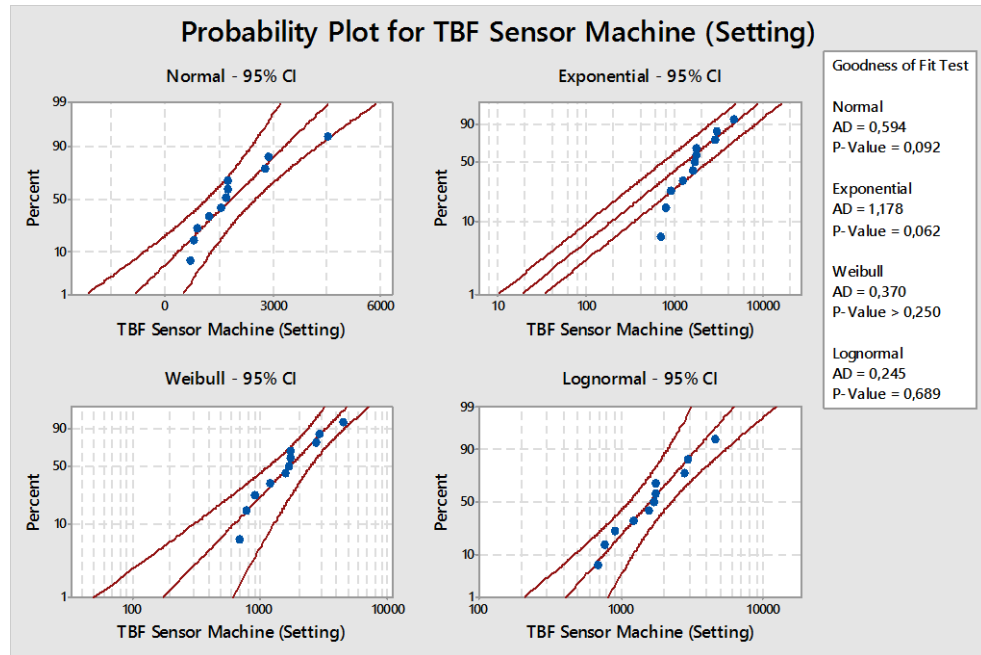 Probability Plot for TBF Sensor Machine (Setting)
Normal - 95% CI
Percent
99
90
50
10
1
0
3000
6000
TBF Sensor Machine (Setting)
Exponential - 95% CI
Percent
90
50
10
1
10
100
1000
10000
TBF Sensor Machine (Setting)
Weibull - 95% CI
Percent
90
50
10
1
100
1000
10000
TBF Sensor Machine (Setting)
Lognormal - 95% CI
Percent
99
90
50
10
1
100
1000
10000
TBF Sensor Machine (Setting)
Goodness of Fit Test
Normal
AD = 0,594
P-Value = 0,092
Exponential
AD = 1,178
P-Value = 0,062
Weibull
AD = 0,370
P-Value > 0,250
Lognormal
AD = 0,245
P-Value = 0,689